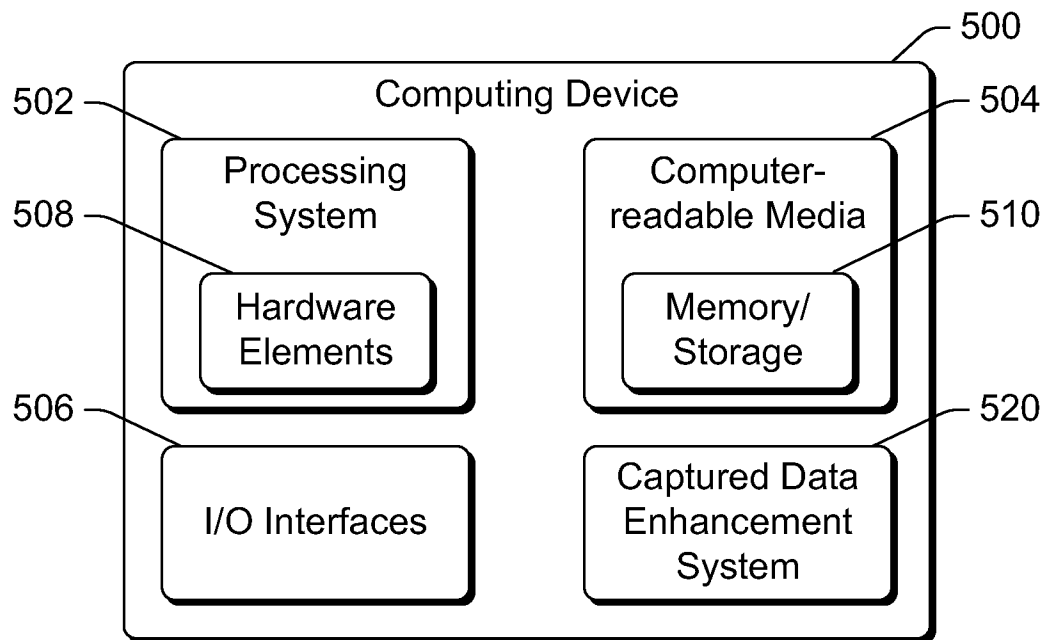 500
Computing Device
502
504
Processing
System
Computer-
readable Media
508
510
Hardware
Elements
Memory/
Storage
506
520
I/O Interfaces
Captured Data
Enhancement
System